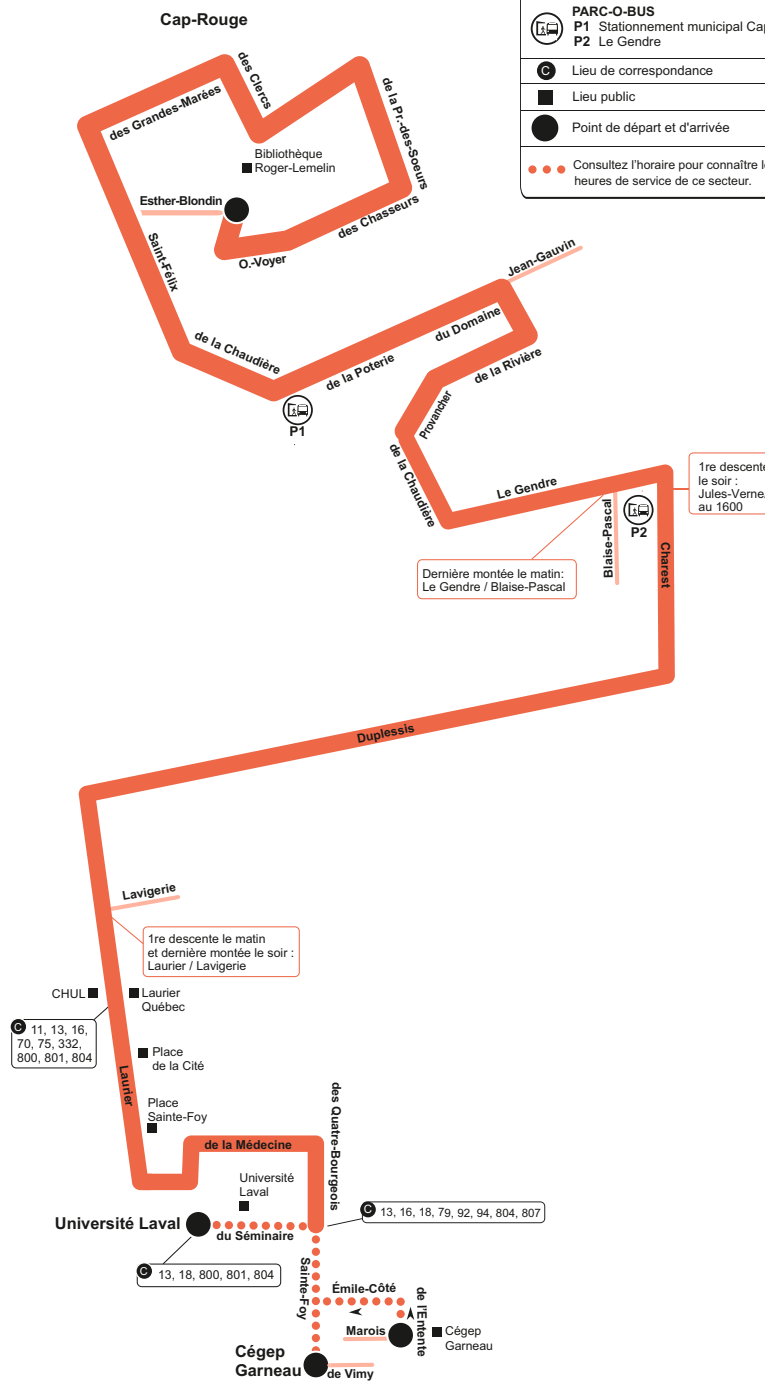 Cap-Rouge
PARC-O-BUS
P1 Stationnement municipal Cap
P2 Le Gendre
C Lieu de correspondance
Lieu public
Point de départ et d'arrivée
Consultez l'horaire pour connaître le
heures de service de ce secteur.
des Clercs
des Grandes-Marées
de la Pr.-des-Soeurs
Bibliothèque
Roger-Lemelin
Esther-Blondin
des Chasseurs
O.-Voyer
Saint-Félix
Jean-Gauvin
du Domaine
de la Chaudière
de la Poterie
de la Rivière
P1
Provancher
de la Chaudière
Le Gendre
1re descente
le soir :
Jules-Verne
au 1600
P2
Blaise-Pascal
Charest
Dernière montée le matin:
Le Gendre / Blaise-Pascal
Duplessis
Lavigerie
1re descente le matin
et dernière montée le soir :
Laurier / Lavigerie
CHUL
Laurier
Québec
C 11, 13, 16,
70, 75, 332,
800, 801, 804
Place
de la Cité
Laurier
Place
Sainte-Foy
de la Médecine
des Quatre-Bourgeois
Université
Laval
C 13, 16, 18, 79, 92, 94, 804, 807
Université Laval
du Séminaire
C 13, 18, 800, 801, 804
Sainte-Foy
Émile-Côté
de l'Entente
Marois
Cégep
Garneau
Cégep
Garneau
de Vimy